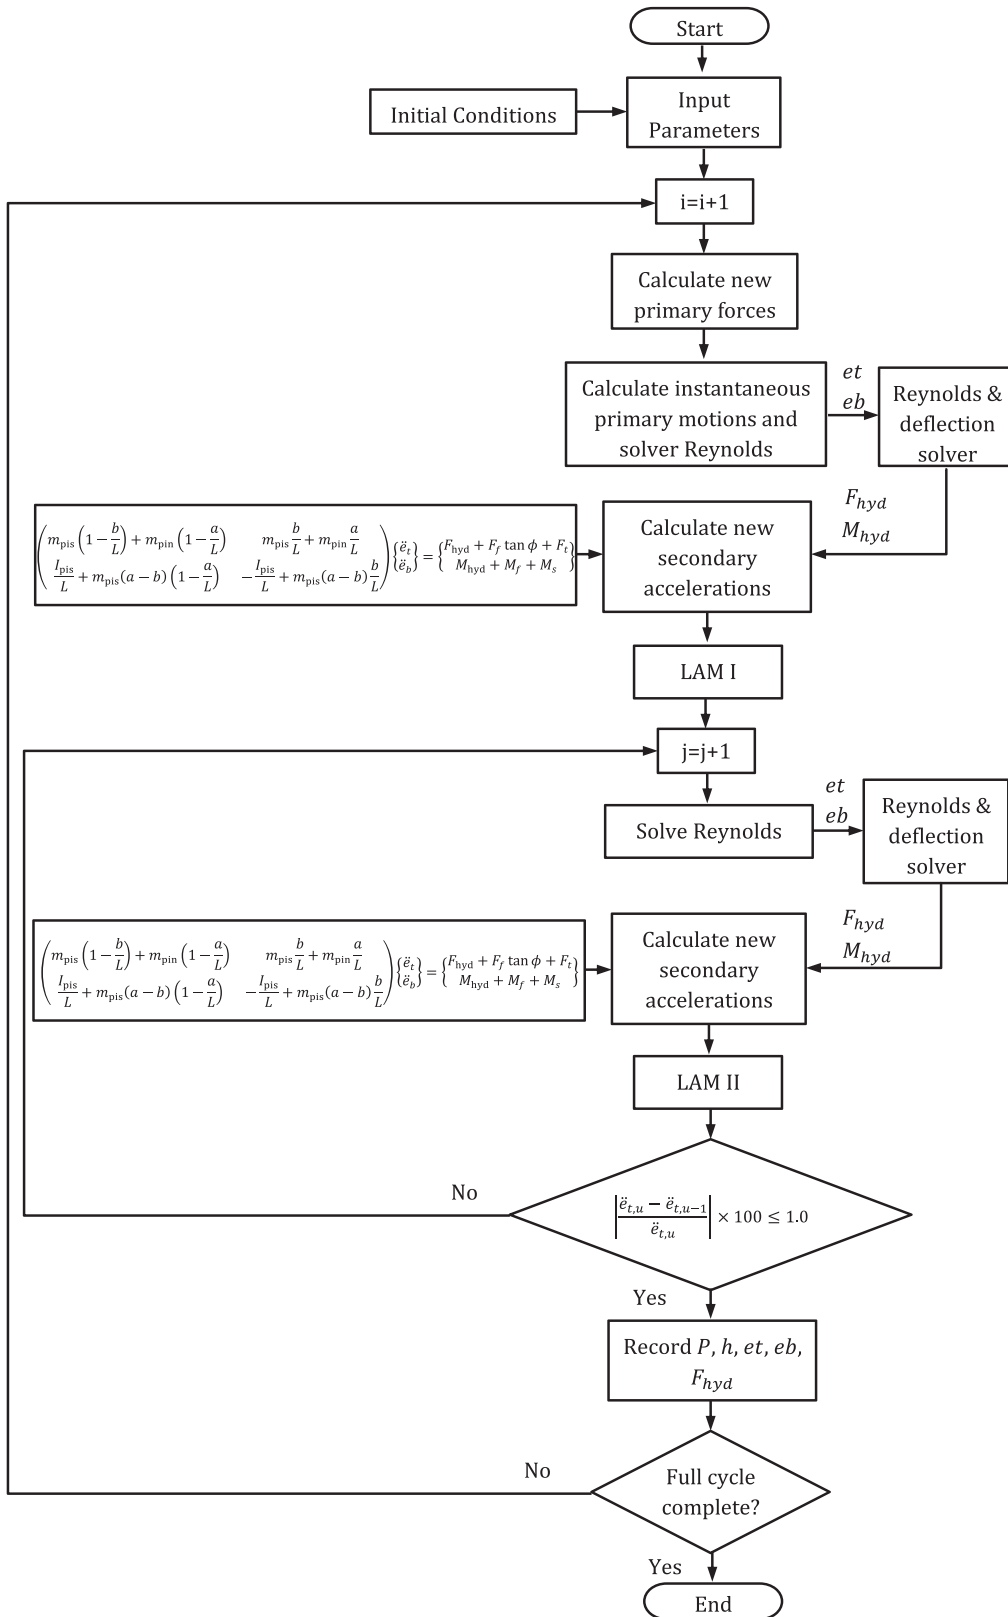 Start
Initial Conditions
Input
Parameters
i=i+1
Calculate new
primary forces
Calculate instantaneous
primary motions and
solver Reynolds
et
eb
Reynolds &
deflection
solver
F_hyd
M_hyd
(m_pis (1 − b/L) + m_pin (1 − a/L)   m_pis b/L + m_pin a/L
I_pis/L + m_pis(a − b) (1 − a/L)   −I_pis/L + m_pis(a − b) b/L) {ë_t ë_b} = {F_hyd + F_f tan ϕ + F_t
M_hyd + M_f + M_s}
Calculate new
secondary
accelerations
LAM I
j=j+1
Solve Reynolds
et
eb
Reynolds &
deflection
solver
F_hyd
M_hyd
(m_pis (1 − b/L) + m_pin (1 − a/L)   m_pis b/L + m_pin a/L
I_pis/L + m_pis(a − b) (1 − a/L)   −I_pis/L + m_pis(a − b) b/L) {ë_t ë_b} = {F_hyd + F_f tan ϕ + F_t
M_hyd + M_f + M_s}
Calculate new
secondary
accelerations
LAM II
No
|(ë_t,u − ë_t,u−1)/ë_t,u| × 100 ≤ 1.0
Yes
Record P, h, et, eb,
F_hyd
No
Full cycle
complete?
Yes
End